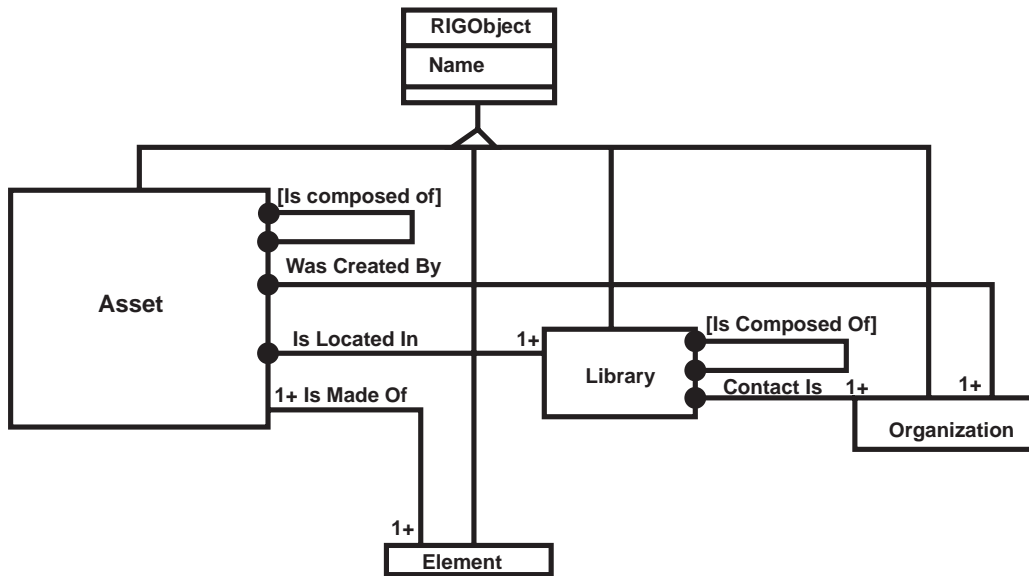 RIGObject
Name
[Is composed of]
Was Created By
Asset
Is Located In
1+
[Is Composed Of]
Library
Contact Is
1+
1+
1+ Is Made Of
Organization
1+
Element